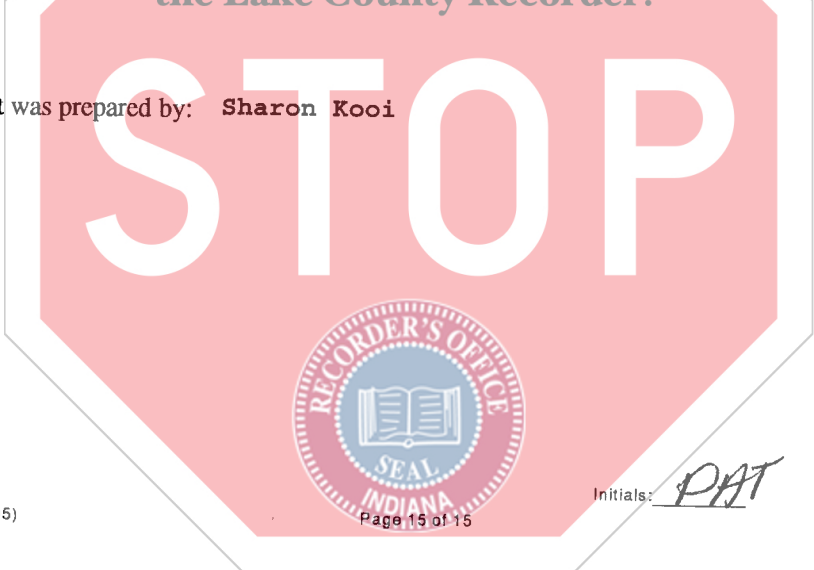 the Lake County Recorder!
STOP
t was prepared by: Sharon Kooi
RECORDER'S OFFICE
SEAL
INDIANA
Initials: PAT
5)
Page 15 of 15